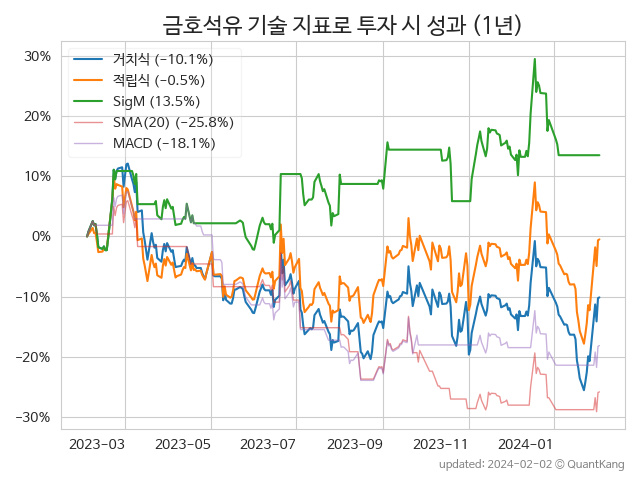 금호석유 기술 지표로 투자 시 성과 (1년)
거치식 (−10.1%)
적립식 (−0.5%)
SigM (13.5%)
SMA(20) (−25.8%)
MACD (−18.1%)
30%
20%
10%
0%
−10%
−20%
−30%
2023−03 2023−05 2023−07 2023−09 2023−11 2024−01
updated: 2024−02−02 © QuantKang